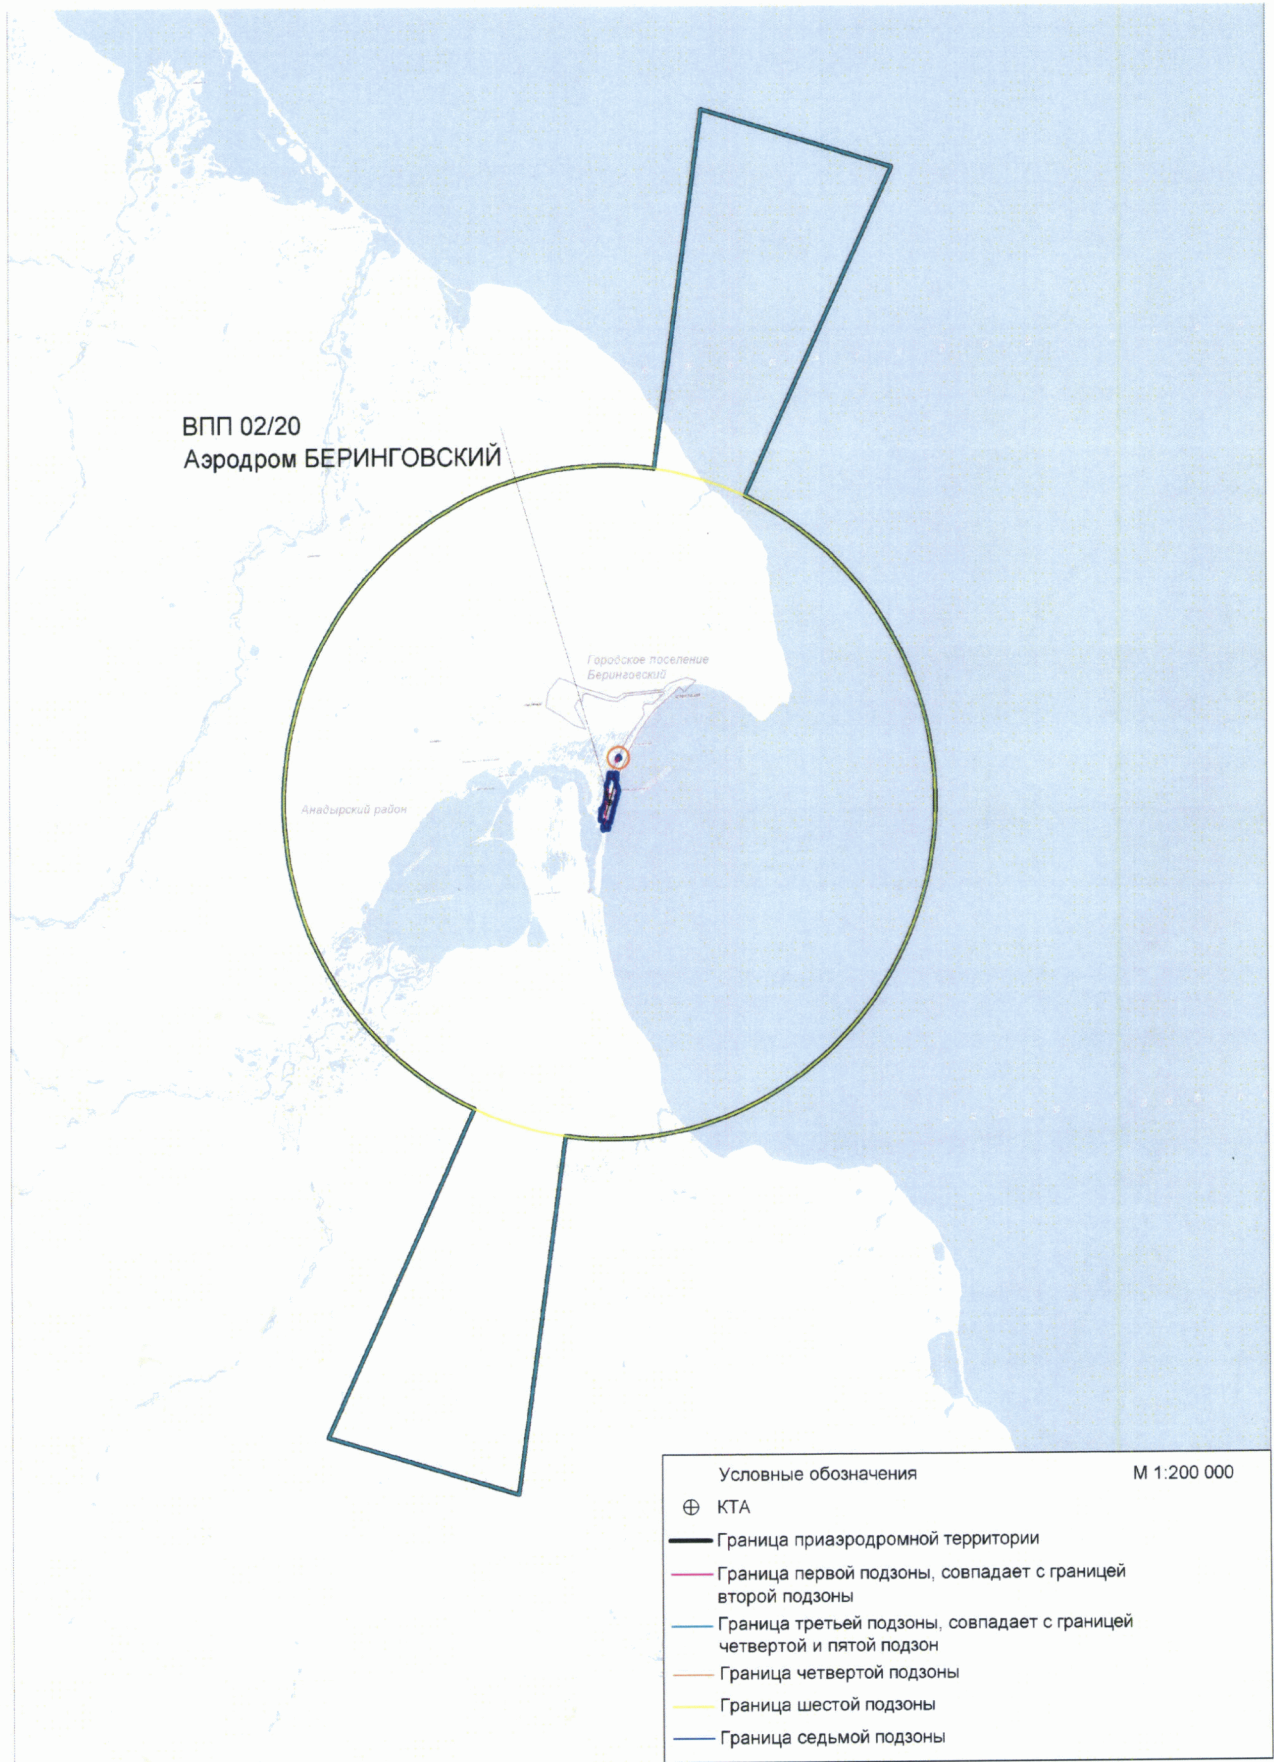 ВПП 02/20
Аэродром БЕРИНГОВСКИЙ
Городское поселение
Беринговский
Анадырский район
Условные обозначения
М 1:200 000
КТА
Граница приаэродромной территории
Граница первой подзоны, совпадает с границей
второй подзоны
Граница третьей подзоны, совпадает с границей
четвертой и пятой подзон
Граница четвертой подзоны
Граница шестой подзоны
Граница седьмой подзоны